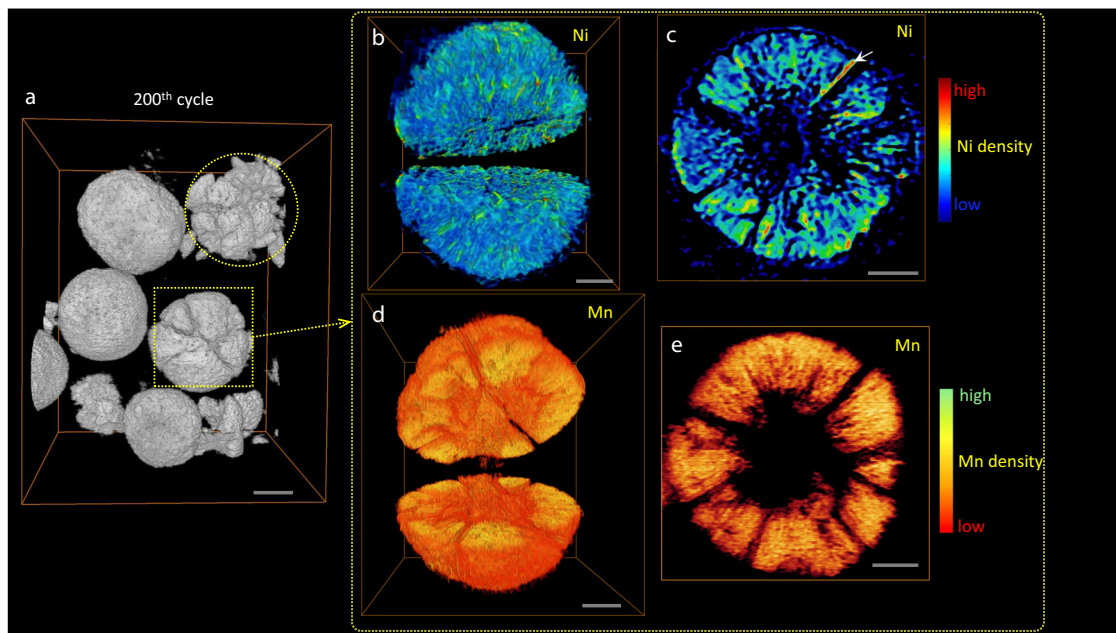 a
200th cycle
b
Ni
c
Ni
high
Ni density
low
d
Mn
e
Mn
high
Mn density
low